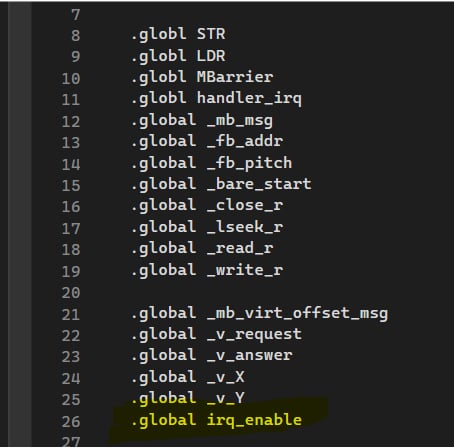 7
8 .globl STR
9 .globl LDR
10 .globl MBarrier
11 .globl handler_irq
12 .global _mb_msg
13 .global _fb_addr
14 .global _fb_pitch
15 .global _bare_start
16 .global _close_r
17 .global _lseek_r
18 .global _read_r
19 .global _write_r
20
21 .global _mb_virt_offset_msg
22 .global _v_request
23 .global _v_answer
24 .global _v_X
25 .global _v_Y
26 .global irq_enable
27